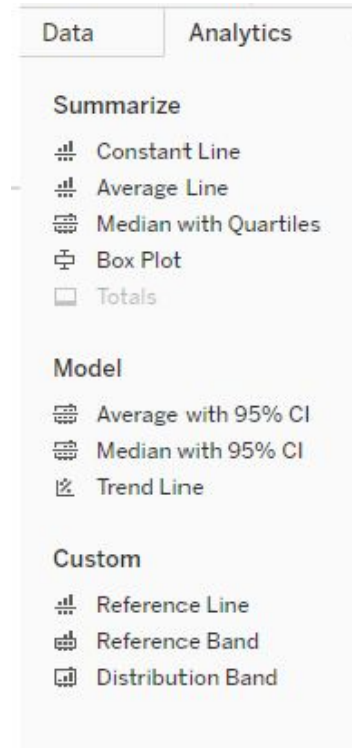 Data Analytics
Summarize
Constant Line
Average Line
Median with Quartiles
Box Plot
Totals
Model
Average with 95% CI
Median with 95% CI
Trend Line
Custom
Reference Line
Reference Band
Distribution Band